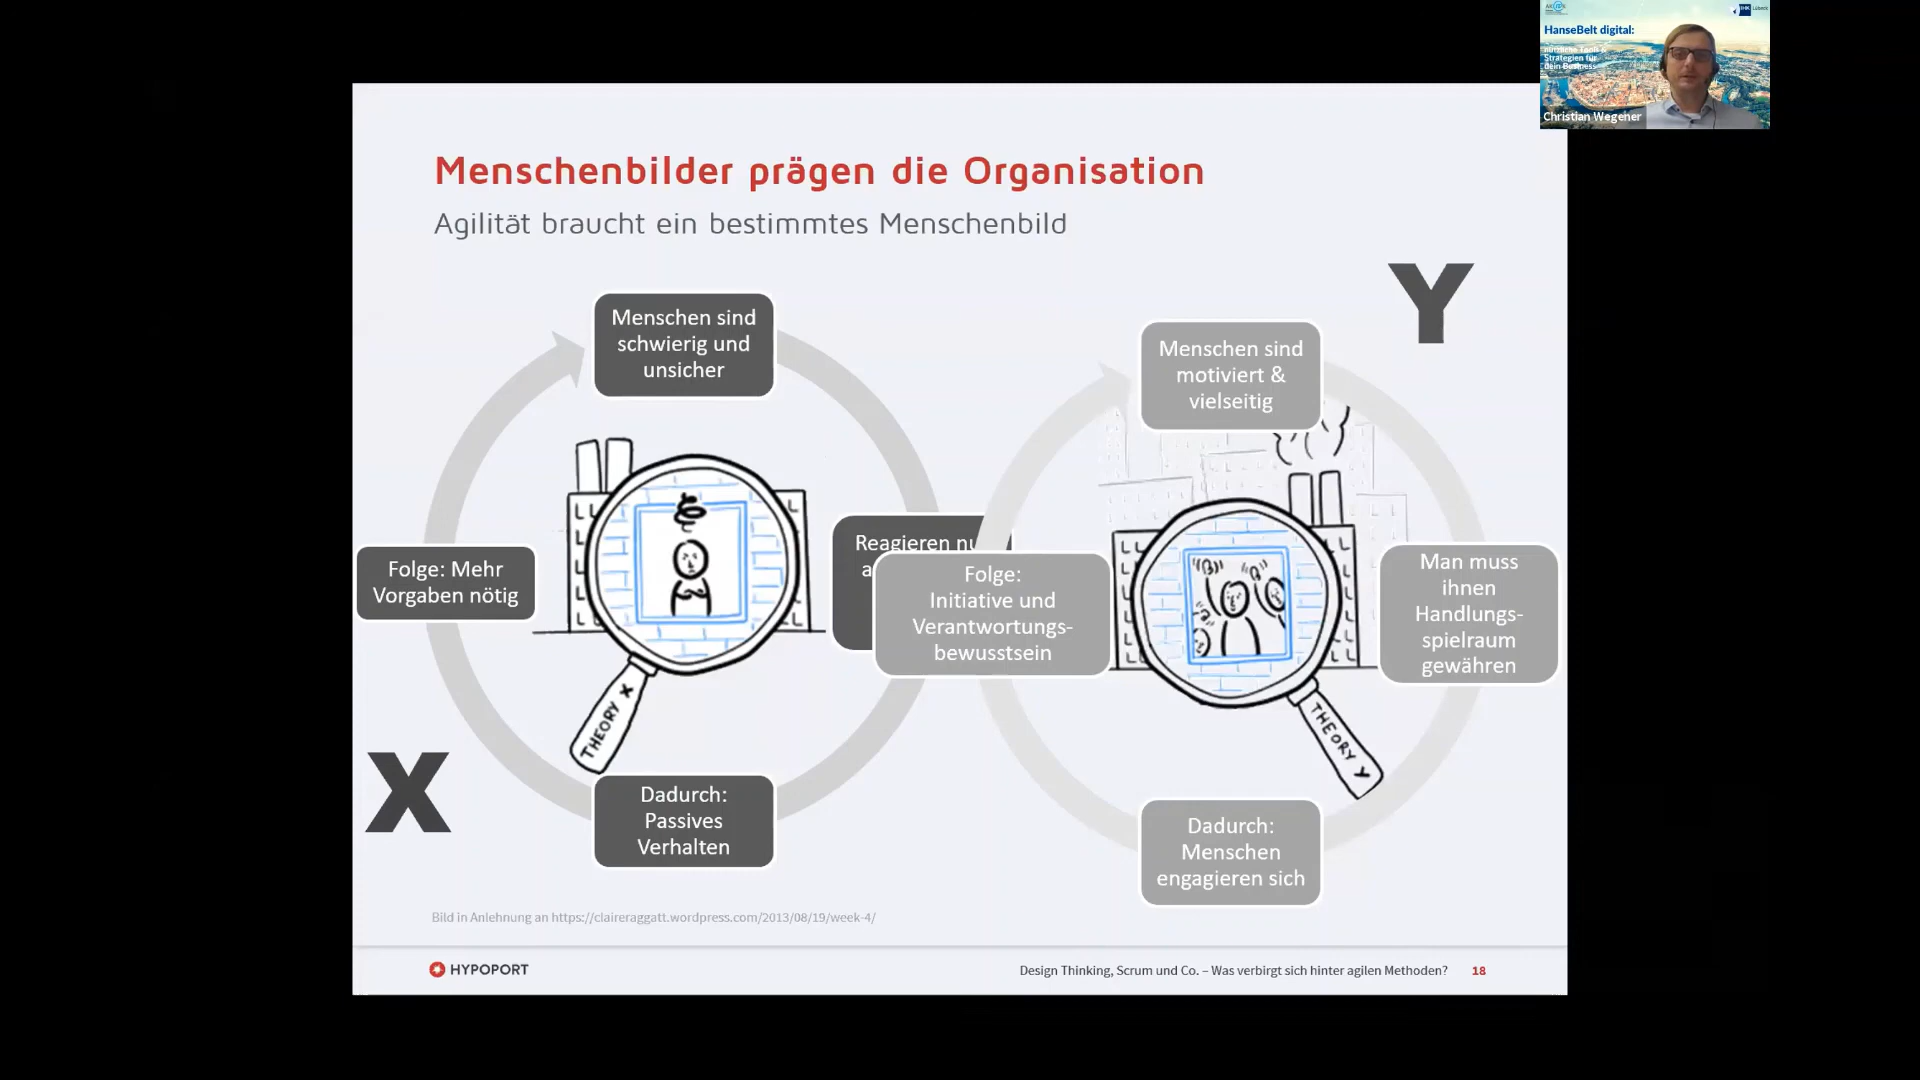 HanseBelt digital:
nützliche Tools &
Strategien für
dein Business
Christian Wegener
Menschenbilder prägen die Organisation
Agilität braucht ein bestimmtes Menschenbild
Y
Menschen sind
schwierig und
unsicher
Menschen sind
motiviert &
vielseitig
Reagieren nu
a
Folge: Mehr
Vorgaben nötig
Folge:
Initiative und
Verantwortungs-
bewusstsein
Man muss
ihnen
Handlungs-
spielraum
gewähren
THEORY X
THEORY Y
X
Dadurch:
Passives
Verhalten
Dadurch:
Menschen
engagieren sich
Bild in Anlehnung an https://claireraggatt.wordpress.com/2013/08/19/week-4/
HYPOPORT
Design Thinking, Scrum und Co. – Was verbirgt sich hinter agilen Methoden? 18